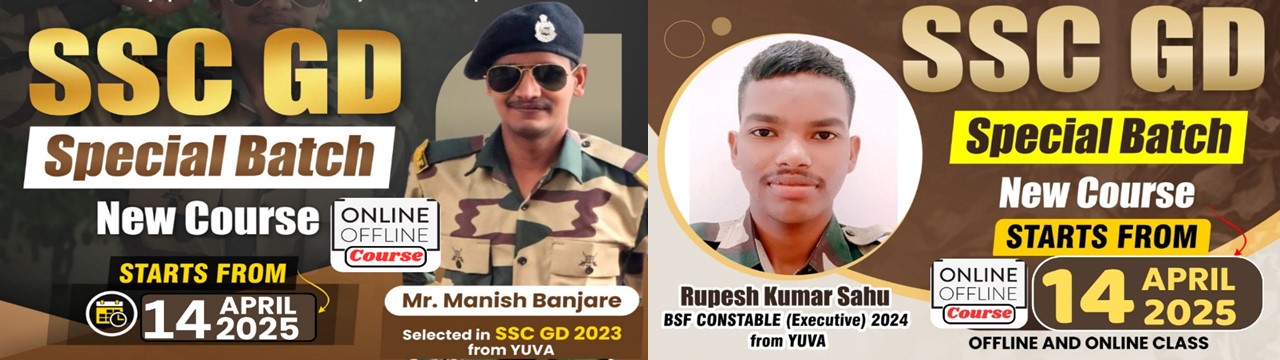 SSC GD
Special Batch
New Course
ONLINE
OFFLINE
Course
STARTS FROM
14 APRIL
2025
Mr. Manish Banjare
Selected in SSC GD 2023
from YUVA
SSC GD
Special Batch
New Course
STARTS FROM
ONLINE
OFFLINE
Course
14 APRIL
2025
OFFLINE AND ONLINE CLASS
Rupesh Kumar Sahu
BSF CONSTABLE (Executive) 2024
from YUVA